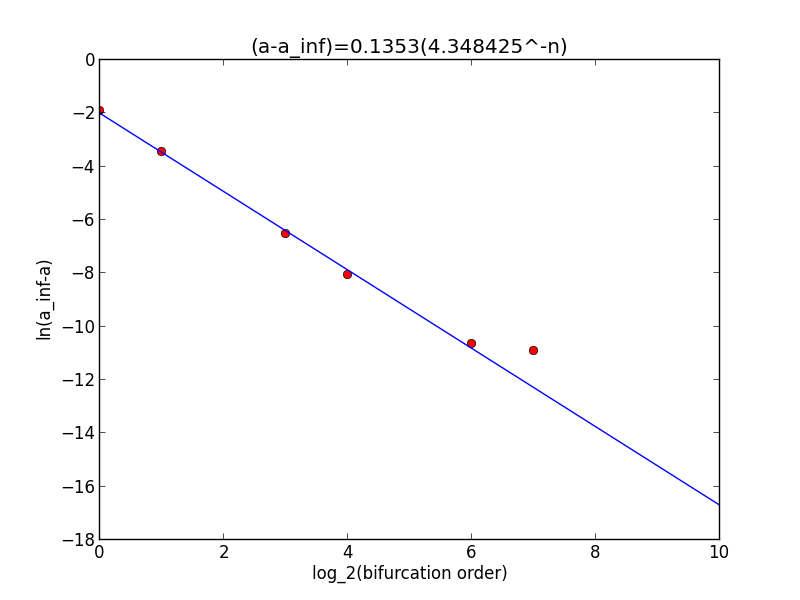 (a-a_inf)=0.1353(4.348425^-n)
0
−2
−4
−6
−8
−10
−12
−14
−16
−18
ln(a_inf-a)
0 2 4 6 8 10
log_2(bifurcation order)